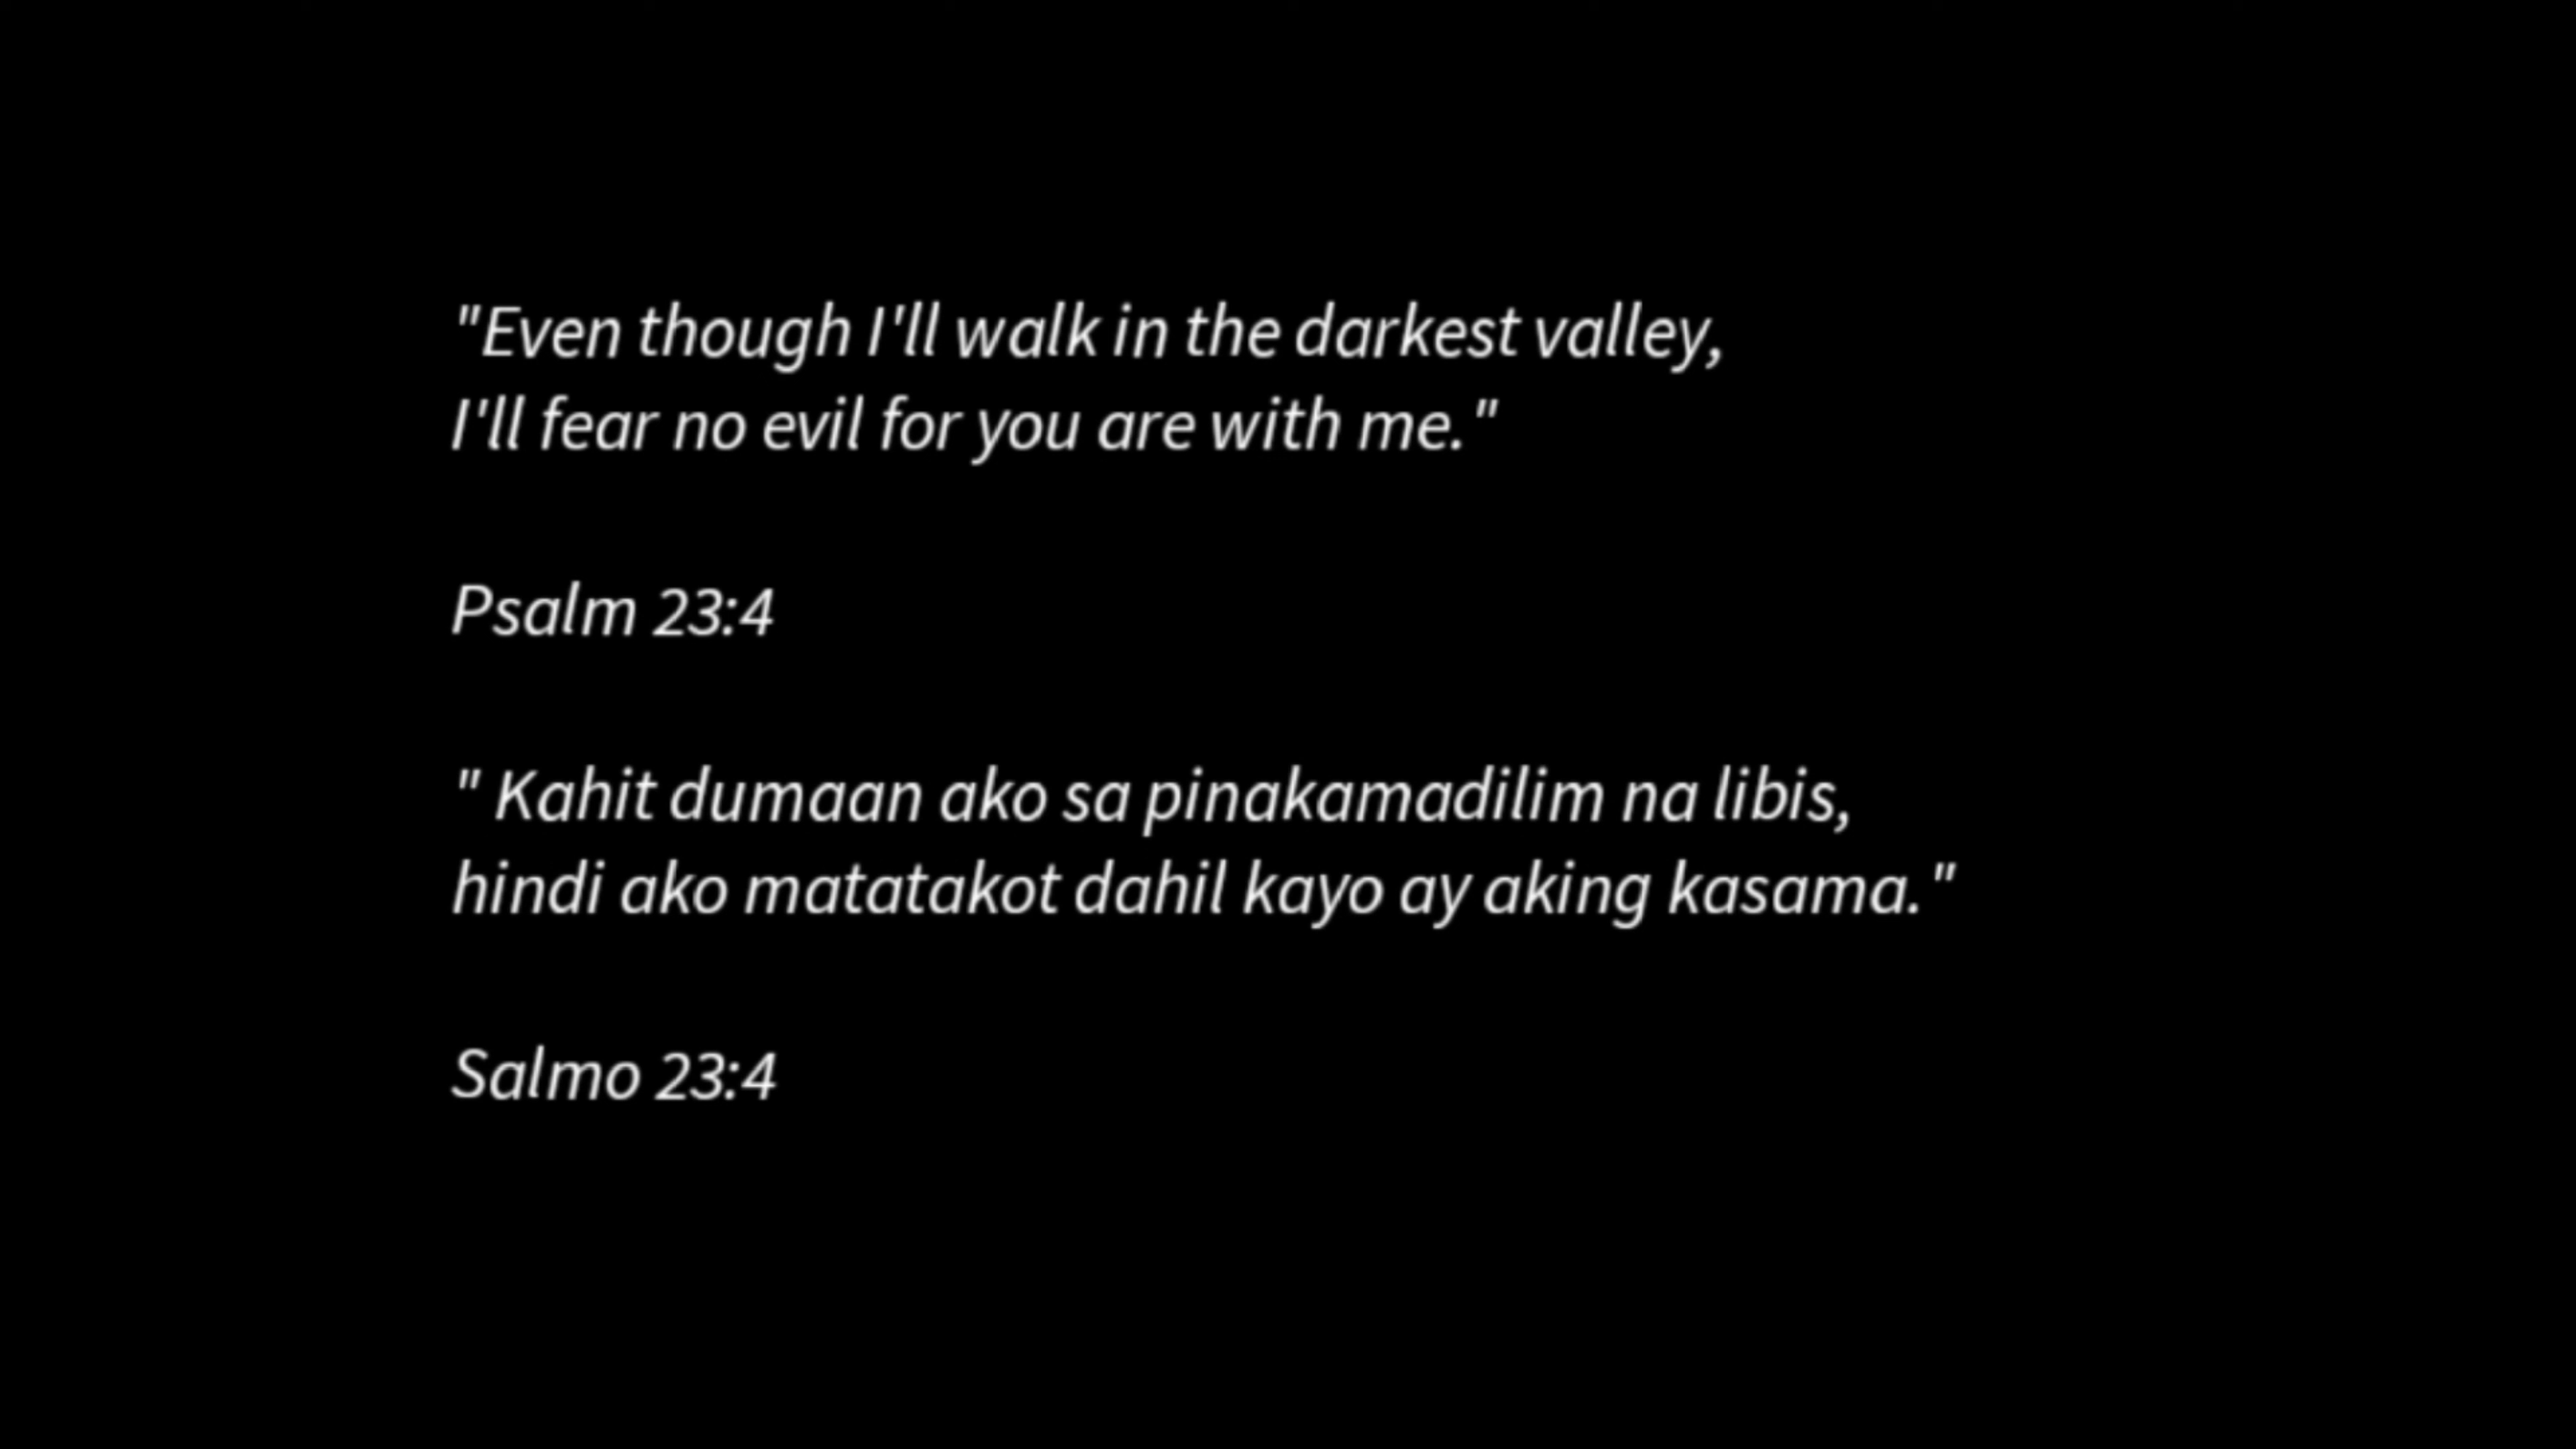 "Even though I'll walk in the darkest valley,
I'll fear no evil for you are with me."
Psalm 23:4
" Kahit dumaan ako sa pinakamadilim na libis,
hindi ako matatakot dahil kayo ay aking kasama."
Salmo 23:4